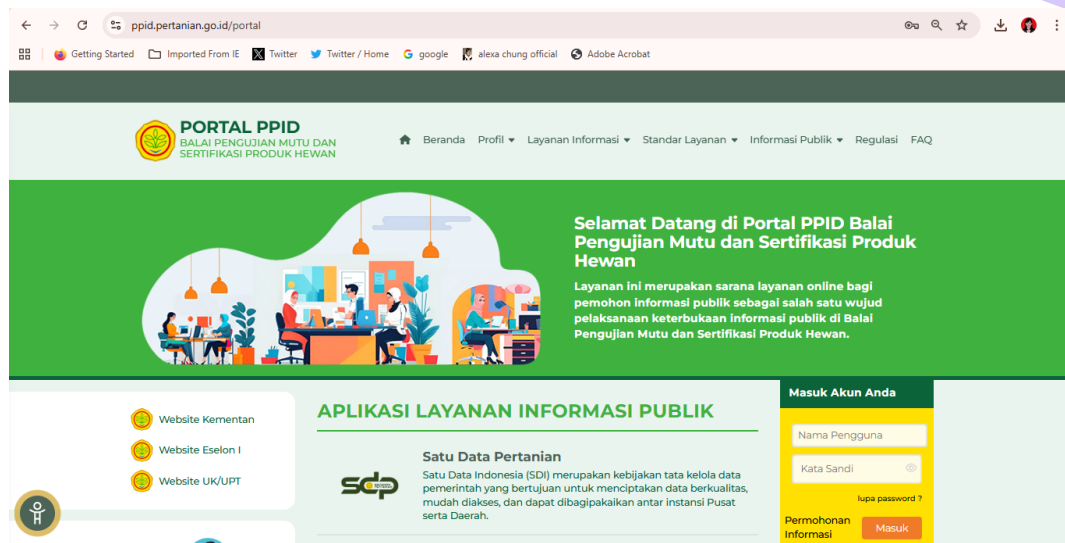 ppid.pertanian.go.id/portal
Getting Started Imported From IE Twitter Twitter / Home google alexa chung official Adobe Acrobat
PORTAL PPID
BALAI PENGUJIAN MUTU DAN
SERTIFIKASI PRODUK HEWAN
Beranda Profil Layanan Informasi Standar Layanan Informasi Publik Regulasi FAQ
Selamat Datang di Portal PPID Balai
Pengujian Mutu dan Sertifikasi Produk
Hewan
Layanan ini merupakan sarana layanan online bagi
pemohon informasi publik sebagai salah satu wujud
pelaksanaan keterbukaan informasi publik di Balai
Pengujian Mutu dan Sertifikasi Produk Hewan.
Website Kementan
Website Eselon I
Website UK/UPT
APLIKASI LAYANAN INFORMASI PUBLIK
sdp
Satu Data Pertanian
Satu Data Indonesia (SDI) merupakan kebijakan tata kelola data
pemerintah yang bertujuan untuk menciptakan data berkualitas,
mudah diakses, dan dapat dibagipakaikan antar instansi Pusat
serta Daerah.
Masuk Akun Anda
Nama Pengguna
Kata Sandi
lupa password ?
Permohonan
Informasi
Masuk